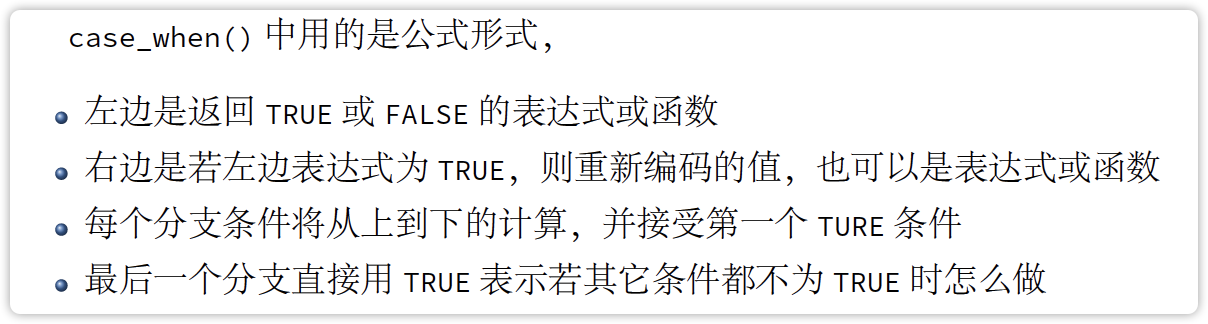 case_when() 中用的是公式形式，
左边是返回 TRUE 或 FALSE 的表达式或函数
右边是若左边表达式为 TRUE，则重新编码的值，也可以是表达式或函数
每个分支条件将从上到下的计算，并接受第一个 TURE 条件
最后一个分支直接用 TRUE 表示若其它条件都不为 TRUE 时怎么做